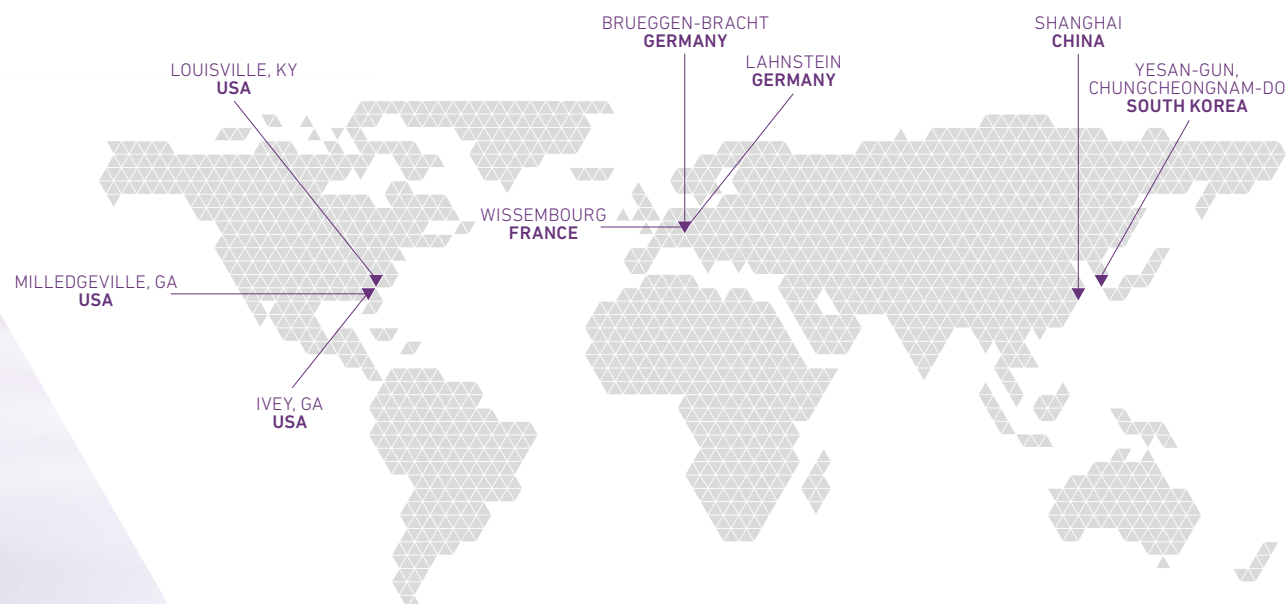 BRUEGGEN-BRACHT
GERMANY
SHANGHAI
CHINA
LOUISVILLE, KY
USA
LAHNSTEIN
GERMANY
YESAN-GUN,
CHUNGCHEONGNAM-DO
SOUTH KOREA
WISSEMBOURG
FRANCE
MILLEDGEVILLE, GA
USA
IVEY, GA
USA